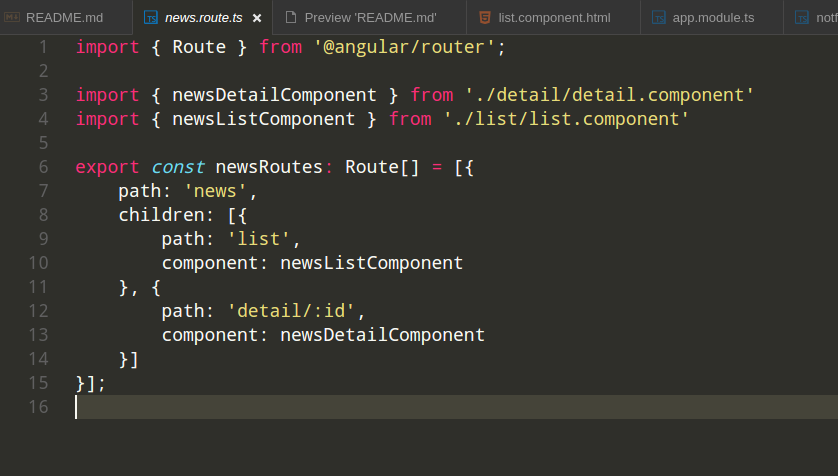 README.md news.route.ts × Preview 'README.md' list.component.html app.module.ts
1 import { Route } from '@angular/router';
2
3 import { newsDetailComponent } from './detail/detail.component'
4 import { newsListComponent } from './list/list.component'
5
6 export const newsRoutes: Route[] = [{
7     path: 'news',
8     children: [{
9         path: 'list',
10         component: newsListComponent
11     }, {
12         path: 'detail/:id',
13         component: newsDetailComponent
14     }]
15 }];
16